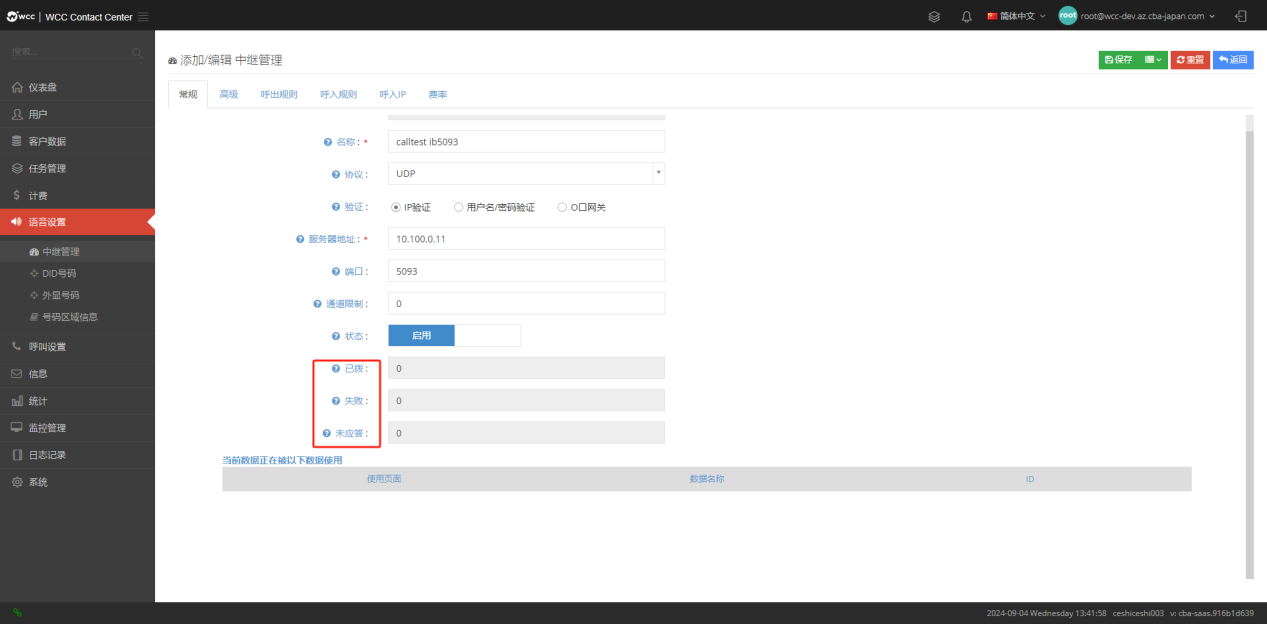 wcc | WCC Contact Center
简体中文
root
root@wcc-dev.az.cba-japan.com
搜索...
仪表盘
用户
客户数据
任务管理
计费
语音设置
中继管理
DID号码
外显号码
号码区域信息
呼叫设置
信息
统计
监控管理
日志记录
系统
添加/编辑 中继管理
保存
重置
返回
常规 高级 呼出规则 呼入规则 呼入IP 费率
名称 : * calltest ib5093
协议 : UDP
验证 : IP验证 用户名/密码验证 O口网关
服务器地址 : * 10.100.0.11
端口 : 5093
通道限制 : 0
状态 : 启用
已拨 : 0
失败 : 0
未应答 : 0
当前数据正在被以下数据使用
使用页面 数据名称 ID
2024-09-04 Wednesday 13:41:58 ceshiceshi003 v: cba-saas.916b1d639